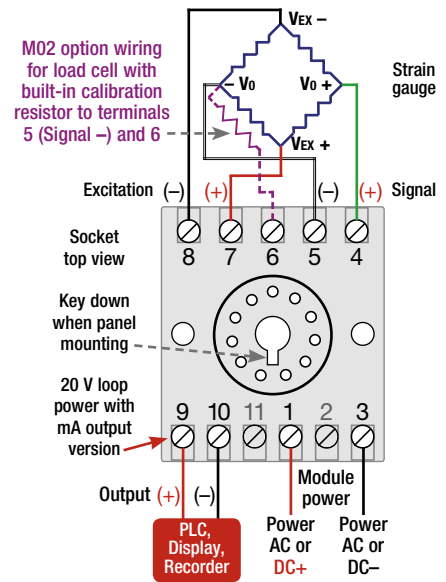 VEX –
M02 option wiring
for load cell with
built-in calibration
resistor to terminals
5 (Signal –) and 6
– V0
V0 +
Strain
gauge
VEX +
Excitation (–) (+) (–) (+) Signal
Socket
top view
8 7 6 5 4
Key down
when panel
mounting
20 V loop
power with
mA output
version
9 10 11 1 2 3
Output (+) (–)
Module
power
PLC,
Display,
Recorder
Power
AC or
DC+
Power
AC or
DC–